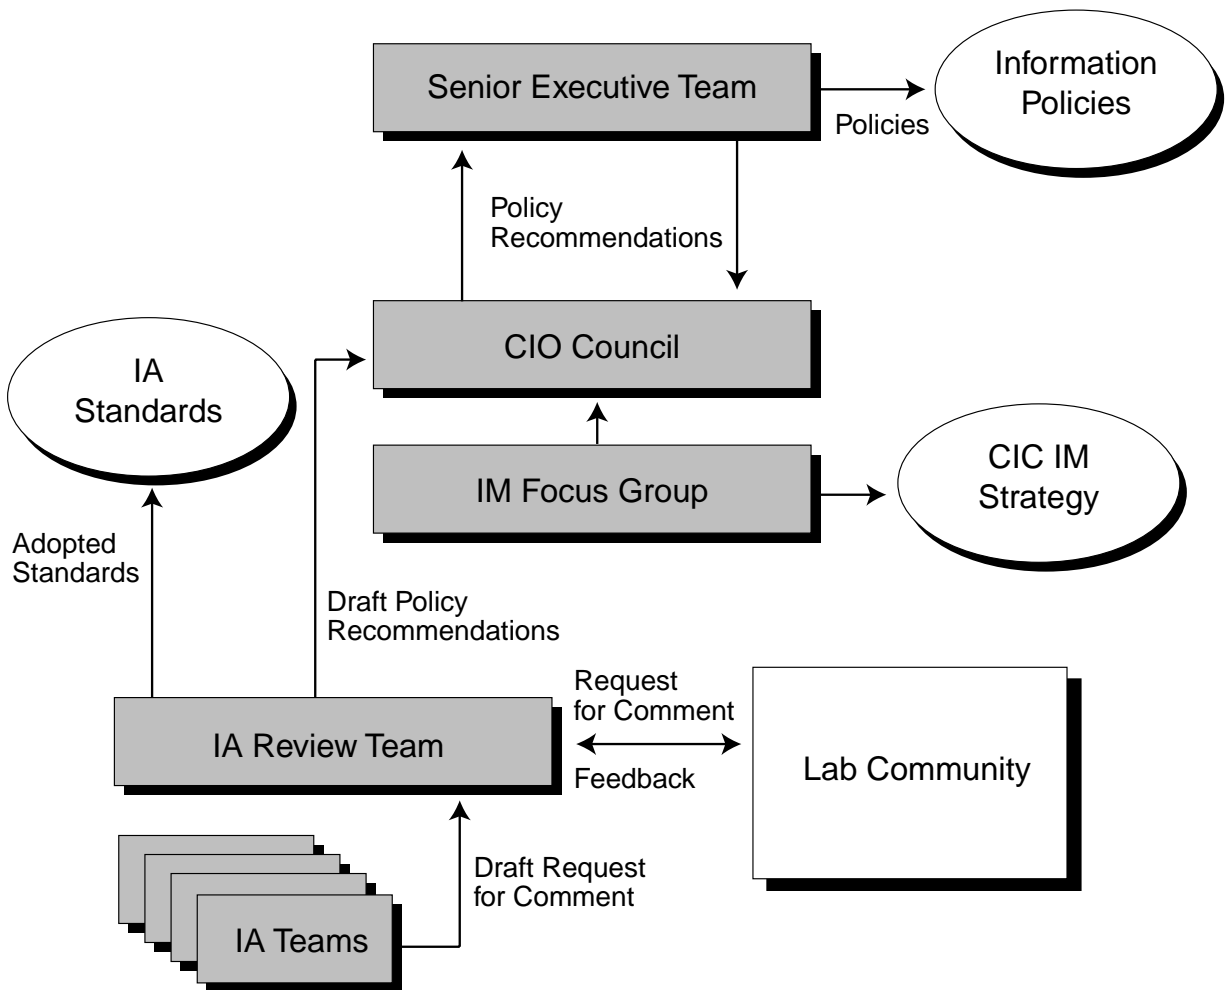 Senior Executive Team
Information
Policies
Policies
Policy
Recommendations
CIO Council
IA
Standards
IM Focus Group
CIC IM
Strategy
Adopted
Standards
Draft Policy
Recommendations
Request
for Comment
IA Review Team
Feedback
Lab Community
Draft Request
for Comment
IA Teams